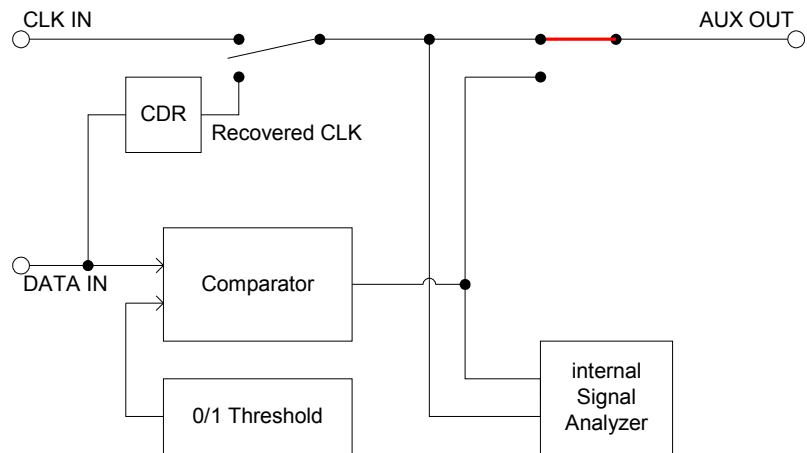 CLK IN
AUX OUT
CDR
Recovered CLK
DATA IN
Comparator
0/1 Threshold
internal
Signal
Analyzer